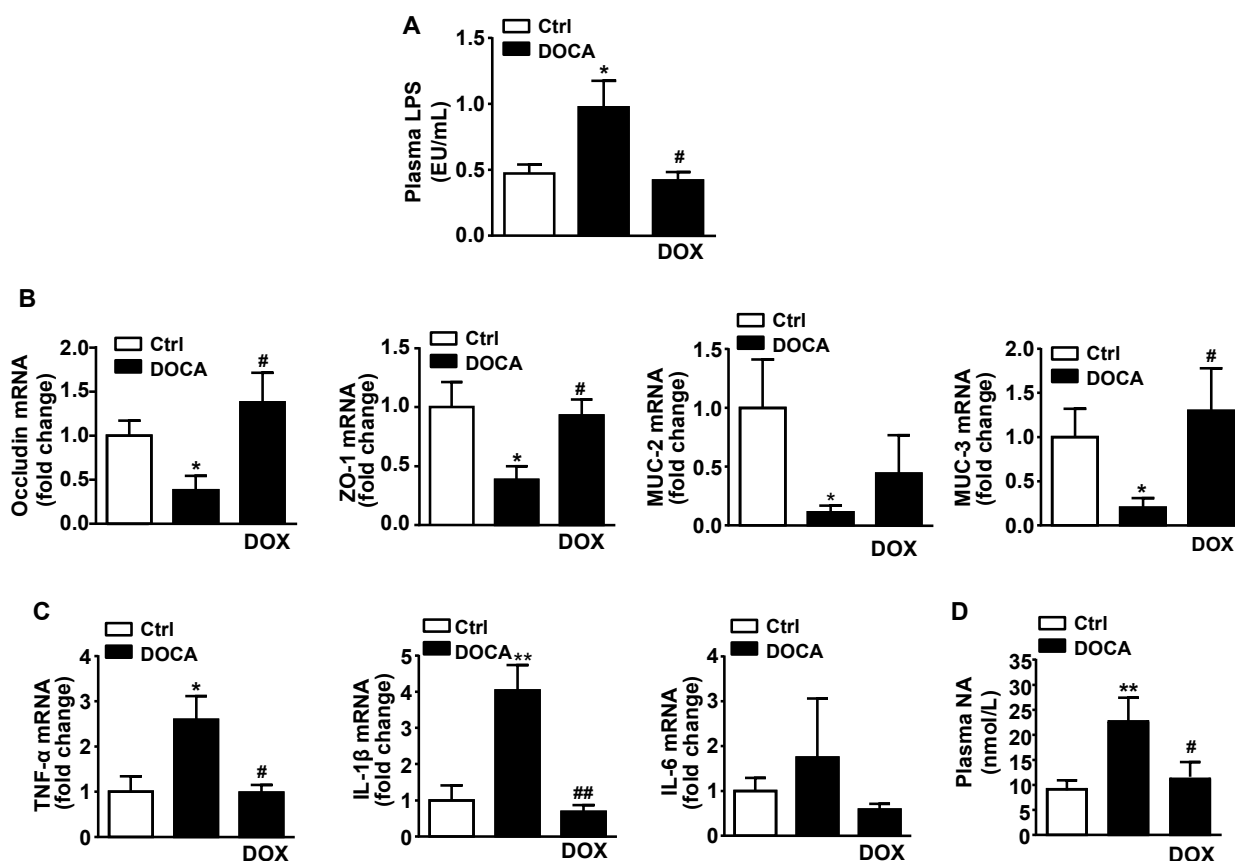 A
Ctrl
DOCA
Plasma LPS
(EU/mL)
1.5
1.0
0.5
0.0
*
#
DOX
B
Ctrl
DOCA
Occludin mRNA
(fold change)
2.0
1.5
1.0
0.5
0.0
*
#
DOX
Ctrl
DOCA
ZO-1 mRNA
(fold change)
1.5
1.0
0.5
0.0
*
#
DOX
Ctrl
DOCA
MUC-2 mRNA
(fold change)
1.5
1.0
0.5
0.0
*
DOX
Ctrl
DOCA
MUC-3 mRNA
(fold change)
2.0
1.5
1.0
0.5
0.0
*
#
DOX
C
Ctrl
DOCA
TNF-α mRNA
(fold change)
4
3
2
1
0
*
#
DOX
Ctrl
DOCA
IL-1β mRNA
(fold change)
5
4
3
2
1
0
**
##
DOX
Ctrl
DOCA
IL-6 mRNA
(fold change)
4
3
2
1
0
DOX
D
Ctrl
DOCA
Plasma NA
(nmol/L)
35
30
25
20
15
10
5
0
**
#
DOX